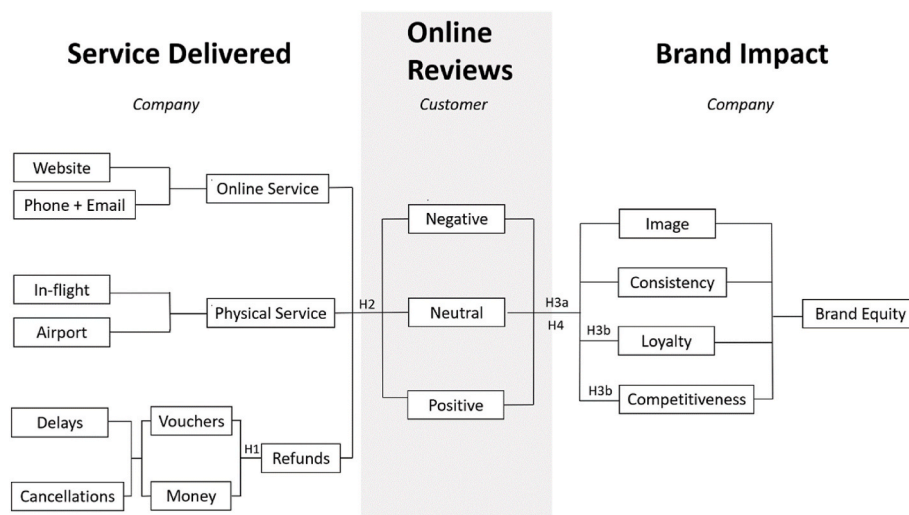 Service Delivered
Company
Website
Phone + Email
Online Service
In-flight
Airport
Physical Service
Delays
Cancellations
Vouchers
Money
H1
Refunds
H2
Online
Reviews
Customer
Negative
Neutral
Positive
H3a
H4
Brand Impact
Company
Image
Consistency
H3b
Loyalty
H3b
Competitiveness
Brand Equity